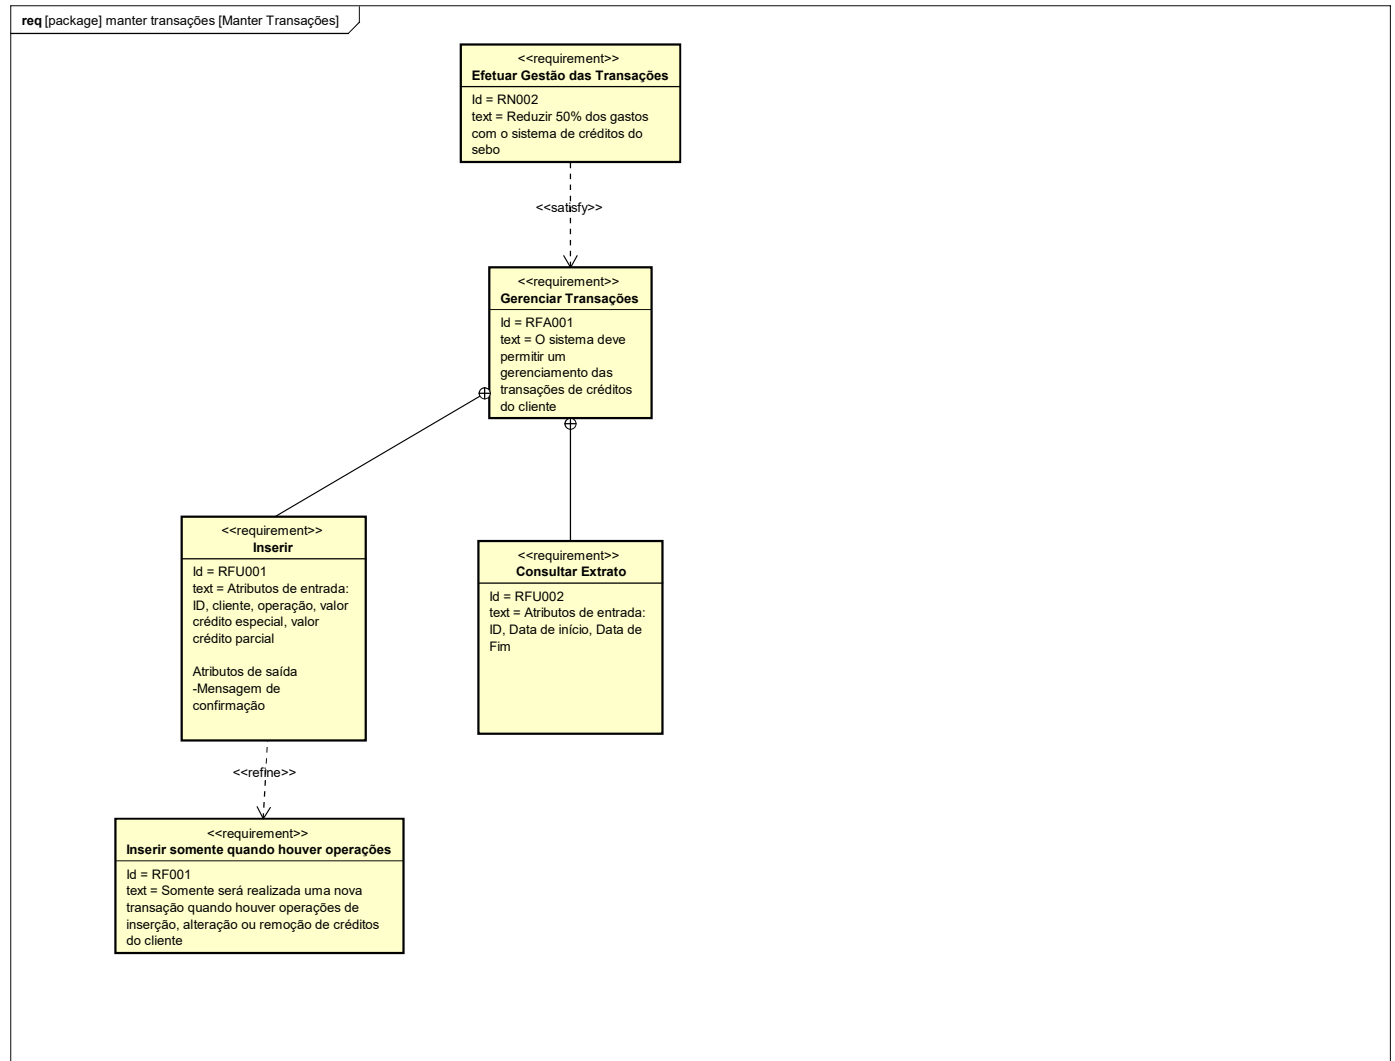 req [package] manter transações [Manter Transações]
<<requirement>>
Efetuar Gestão das Transações
Id = RN002
text = Reduzir 50% dos gastos
com o sistema de créditos do
sebo
<<satisfy>>
<<requirement>>
Gerenciar Transações
Id = RFA001
text = O sistema deve
permitir um
gerenciamento das
transações de créditos
do cliente
<<requirement>>
Inserir
Id = RFU001
text = Atributos de entrada:
ID, cliente, operação, valor
crédito especial, valor
crédito parcial
Atributos de saída
-Mensagem de
confirmação
<<requirement>>
Consultar Extrato
Id = RFU002
text = Atributos de entrada:
ID, Data de início, Data de
Fim
<<refine>>
<<requirement>>
Inserir somente quando houver operações
Id = RF001
text = Somente será realizada uma nova
transação quando houver operações de
inserção, alteração ou remoção de créditos
do cliente